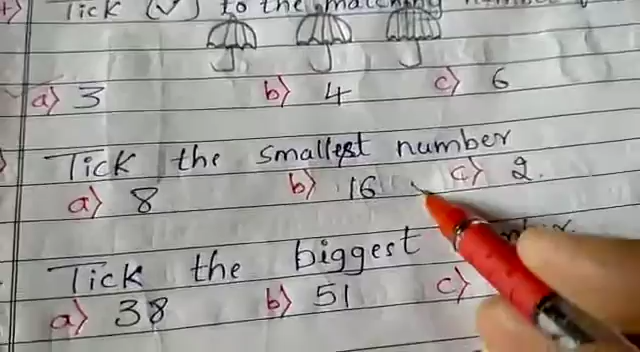 Tick (✓) to the matching number
a) 3 b) 4 c) 6
Tick the smallest number
a) 8 b) 16 c) 2.
Tick the biggest
a) 38 b) 51 c)